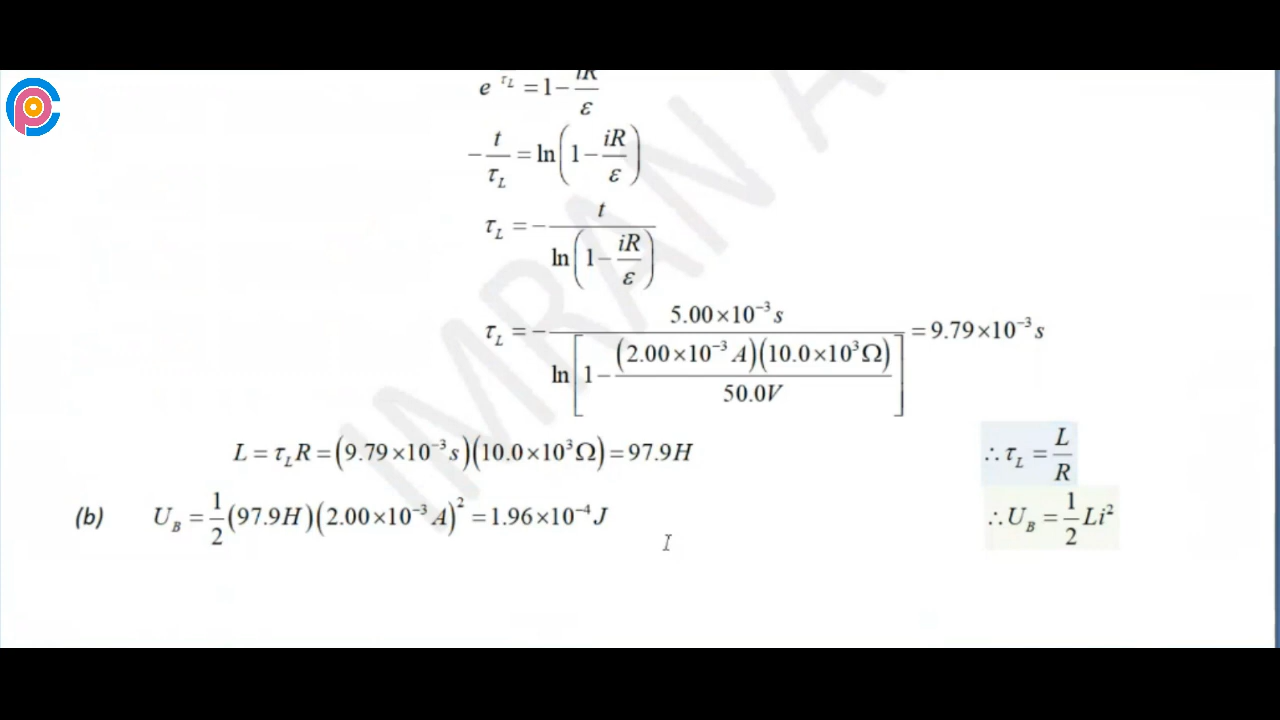 e^{τ_L} = 1 − iR/ε
−t/τ_L = ln(1 − iR/ε)
τ_L = − t/ln(1 − iR/ε)
τ_L = − 5.00×10⁻³ s/ln[1 − (2.00×10⁻³ A)(10.0×10³ Ω)/50.0V] = 9.79×10⁻³ s
L = τ_L R = (9.79×10⁻³ s)(10.0×10³ Ω) = 97.9H ∴ τ_L = L/R
(b) U_B = 1/2 (97.9H)(2.00×10⁻³ A)² = 1.96×10⁻⁴ J ∴ U_B = 1/2 Li²
IMRAN A